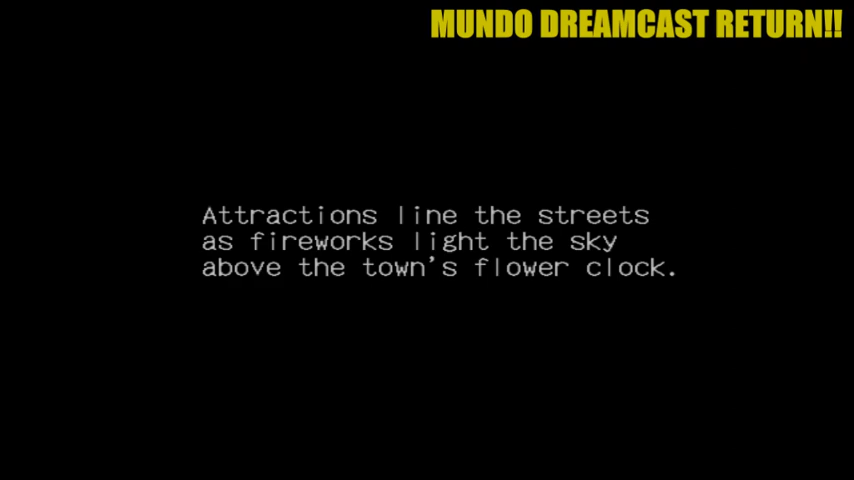 MUNDO DREAMCAST RETURN!!
Attractions line the streets
as fireworks light the sky
above the town's flower clock.